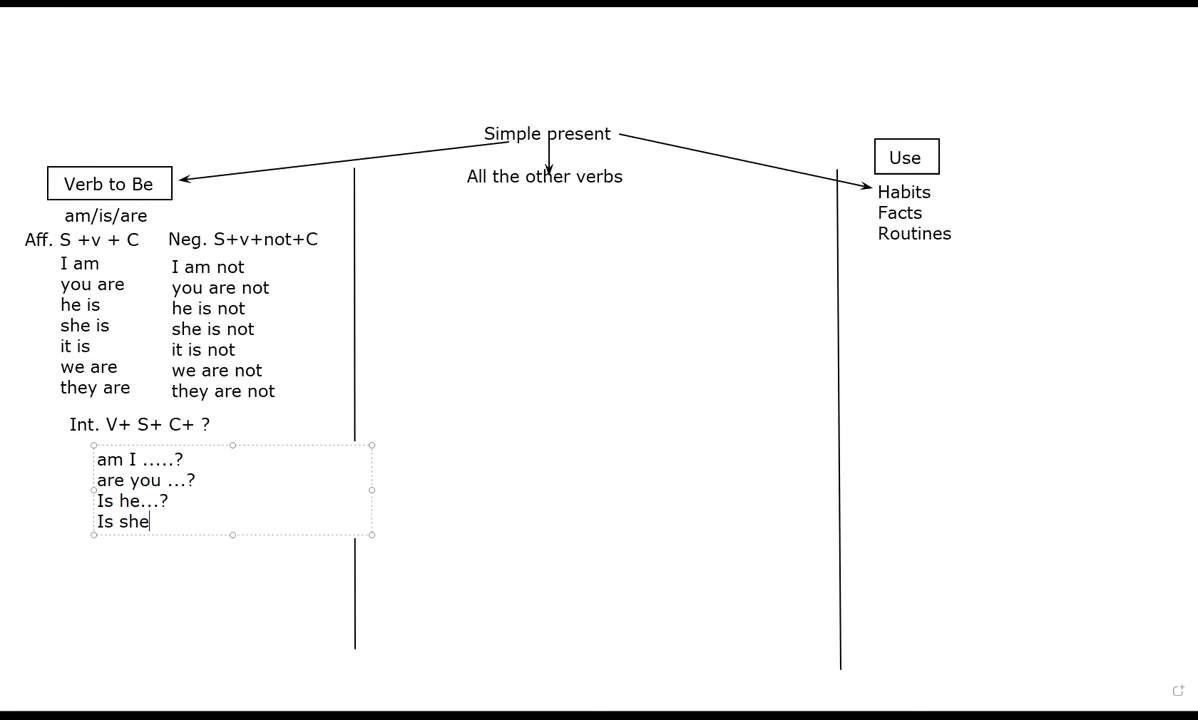 Simple present
All the other verbs
Verb to Be
am/is/are
Aff. S +v + C
I am
you are
he is
she is
it is
we are
they are
Neg. S+v+not+C
I am not
you are not
he is not
she is not
it is not
we are not
they are not
Int. V+ S+ C+ ?
am I .....?
are you ...?
Is he...?
Is she
Use
Habits
Facts
Routines